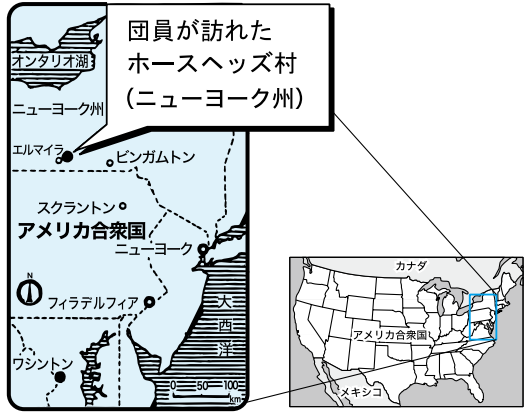 団員が訪れた
ホースヘッズ村
(ニューヨーク州)
オンタリオ湖
ニューヨーク州
エルマイラ
ビンガムトン
スクラントン
アメリカ合衆国
ニューヨーク
N
フィラデルフィア
大西洋
ワシントン
0 50 100
km
カナダ
アメリカ合衆国
メキシコ